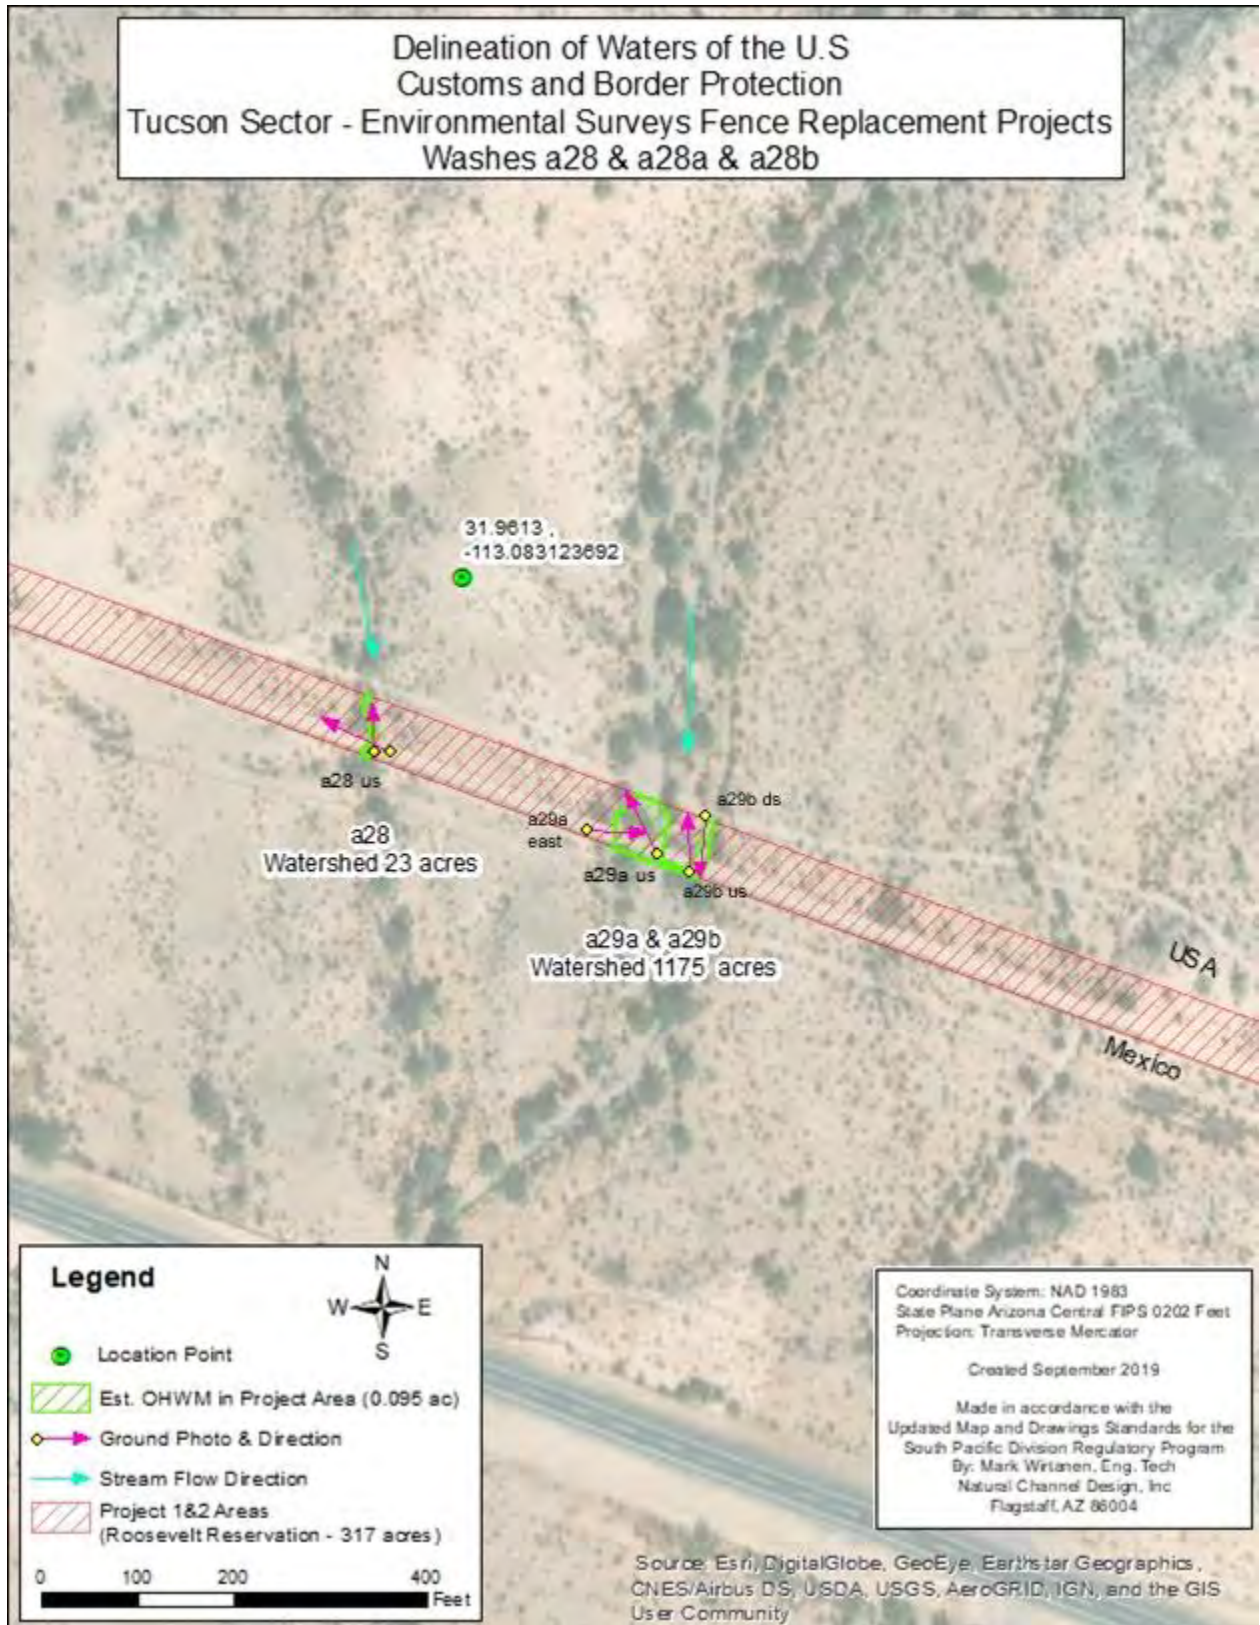 Delineation of Waters of the U.S
Customs and Border Protection
Tucson Sector - Environmental Surveys Fence Replacement Projects
Washes a28 & a28a & a28b
31.9613 ,
-113.083123692
a28 us
a28
Watershed 23 acres
a29a
east
a29b ds
a29a us
a29b us
a29a & a29b
Watershed 1175 acres
USA
Mexico
Legend
N
W
E
S
Location Point
Est. OHWM in Project Area (0.095 ac)
Ground Photo & Direction
Stream Flow Direction
Project 1&2 Areas
(Roosevelt Reservation - 317 acres)
0 100 200 400
Feet
Coordinate System: NAD 1983
State Plane Arizona Central FIPS 0202 Feet
Projection: Transverse Mercator
Created September 2019
Made in accordance with the
Updated Map and Drawings Standards for the
South Pacific Division Regulatory Program
By: Mark Wirtanen, Eng. Tech
Natural Channel Design, Inc
Flagstaff, AZ 86004
Source: Esri, DigitalGlobe, GeoEye, Earthstar Geographics,
CNES/Airbus DS, USDA, USGS, AeroGRID, IGN, and the GIS
User Community